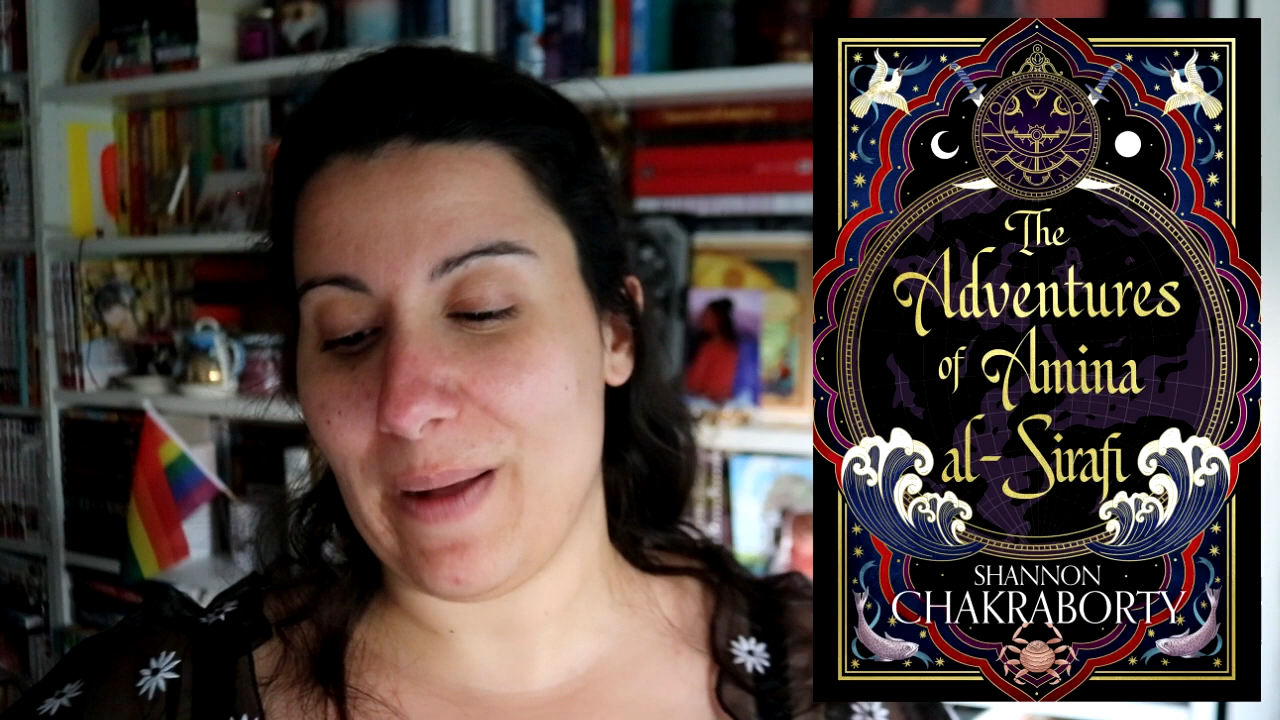 The
Adventures
of Amina
al-Sirafi
SHANNON
CHAKRABORTY